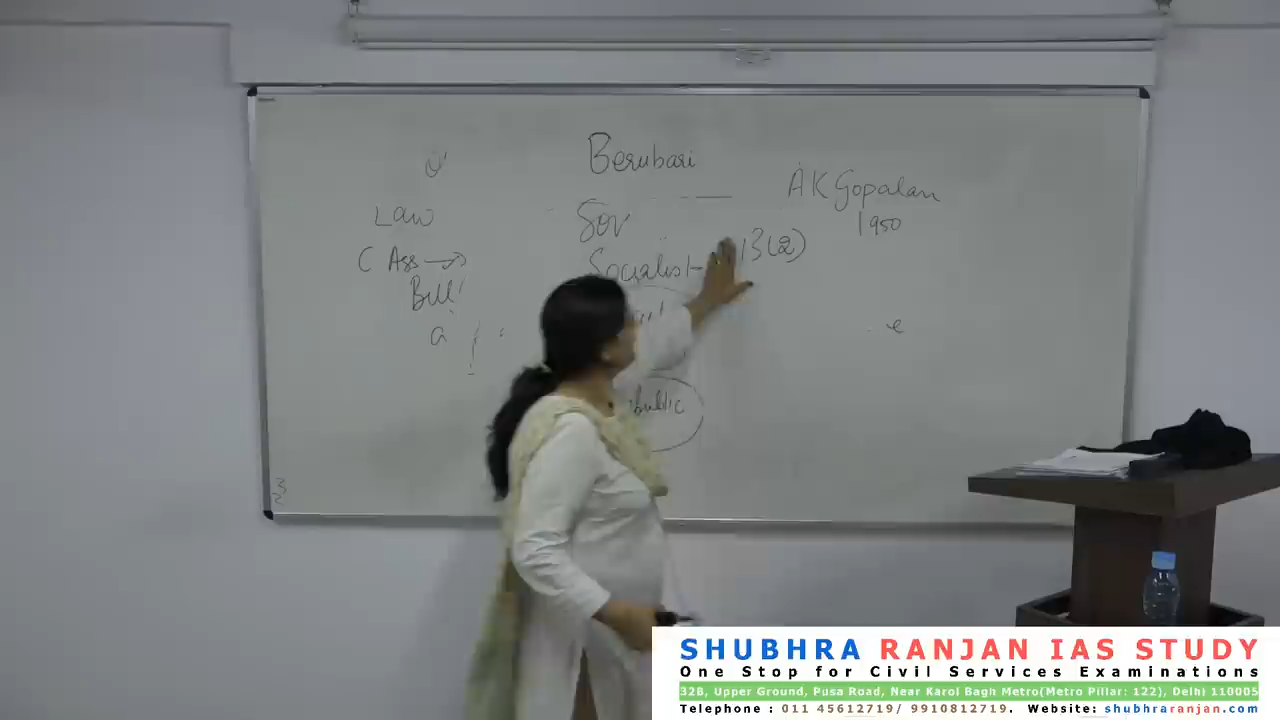 Berubari
AK Gopalan
1950
Law
Sov
13(2)
C Ass →
Socialist
Bill
a
e
SHUBHRA RANJAN IAS STUDY
One Stop for Civil Services Examinations
32B, Upper Ground, Pusa Road, Near Karol Bagh Metro(Metro Pillar: 122), Delhi 110005
Telephone : 011 45612719/ 9910812719. Website: shubhraranjan.com